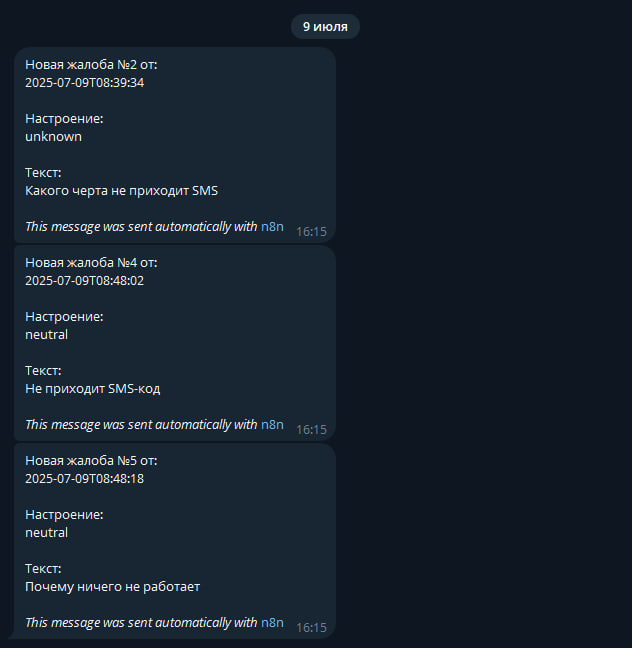 9 июля
Новая жалоба №2 от:
2025-07-09T08:39:34
Настроение:
unknown
Текст:
Какого черта не приходит SMS
This message was sent automatically with n8n
16:15
Новая жалоба №4 от:
2025-07-09T08:48:02
Настроение:
neutral
Текст:
Не приходит SMS-код
This message was sent automatically with n8n
16:15
Новая жалоба №5 от:
2025-07-09T08:48:18
Настроение:
neutral
Текст:
Почему ничего не работает
This message was sent automatically with n8n
16:15